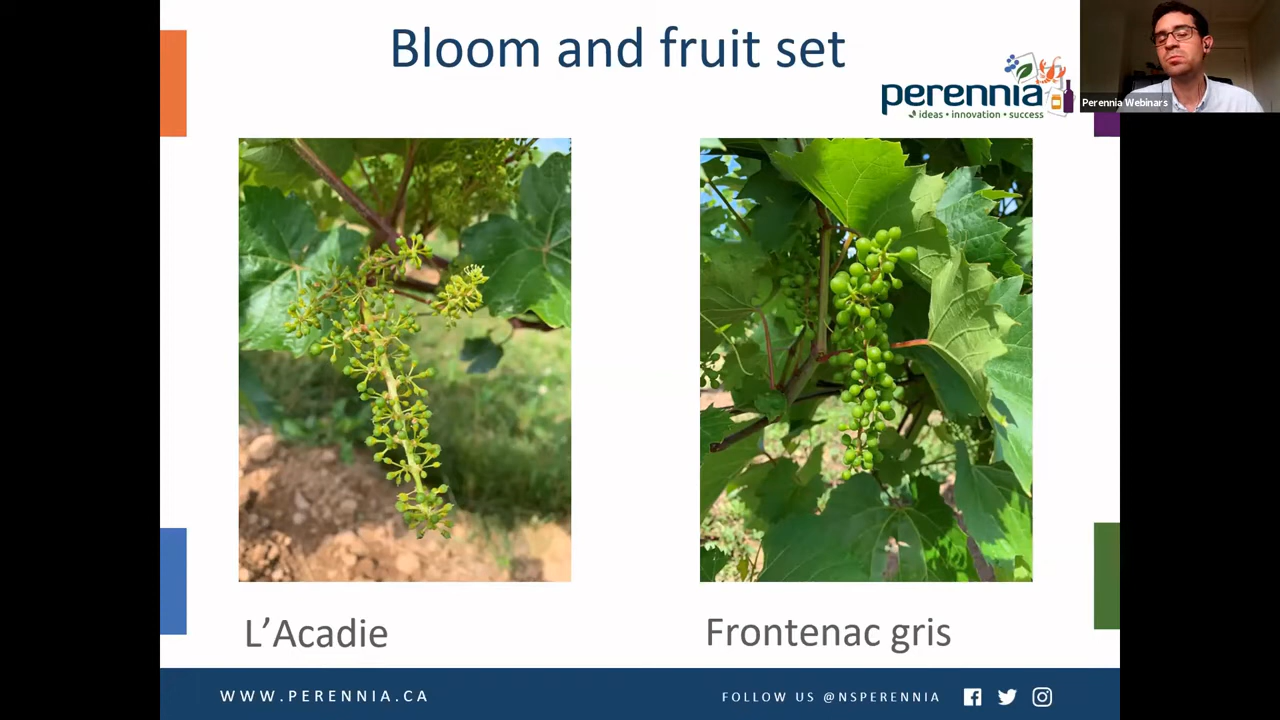 Bloom and fruit set
perennia
ideas • innovation • success
Perennia Webinars
L'Acadie
Frontenac gris
WWW.PERENNIA.CA
FOLLOW US @NSPERENNIA